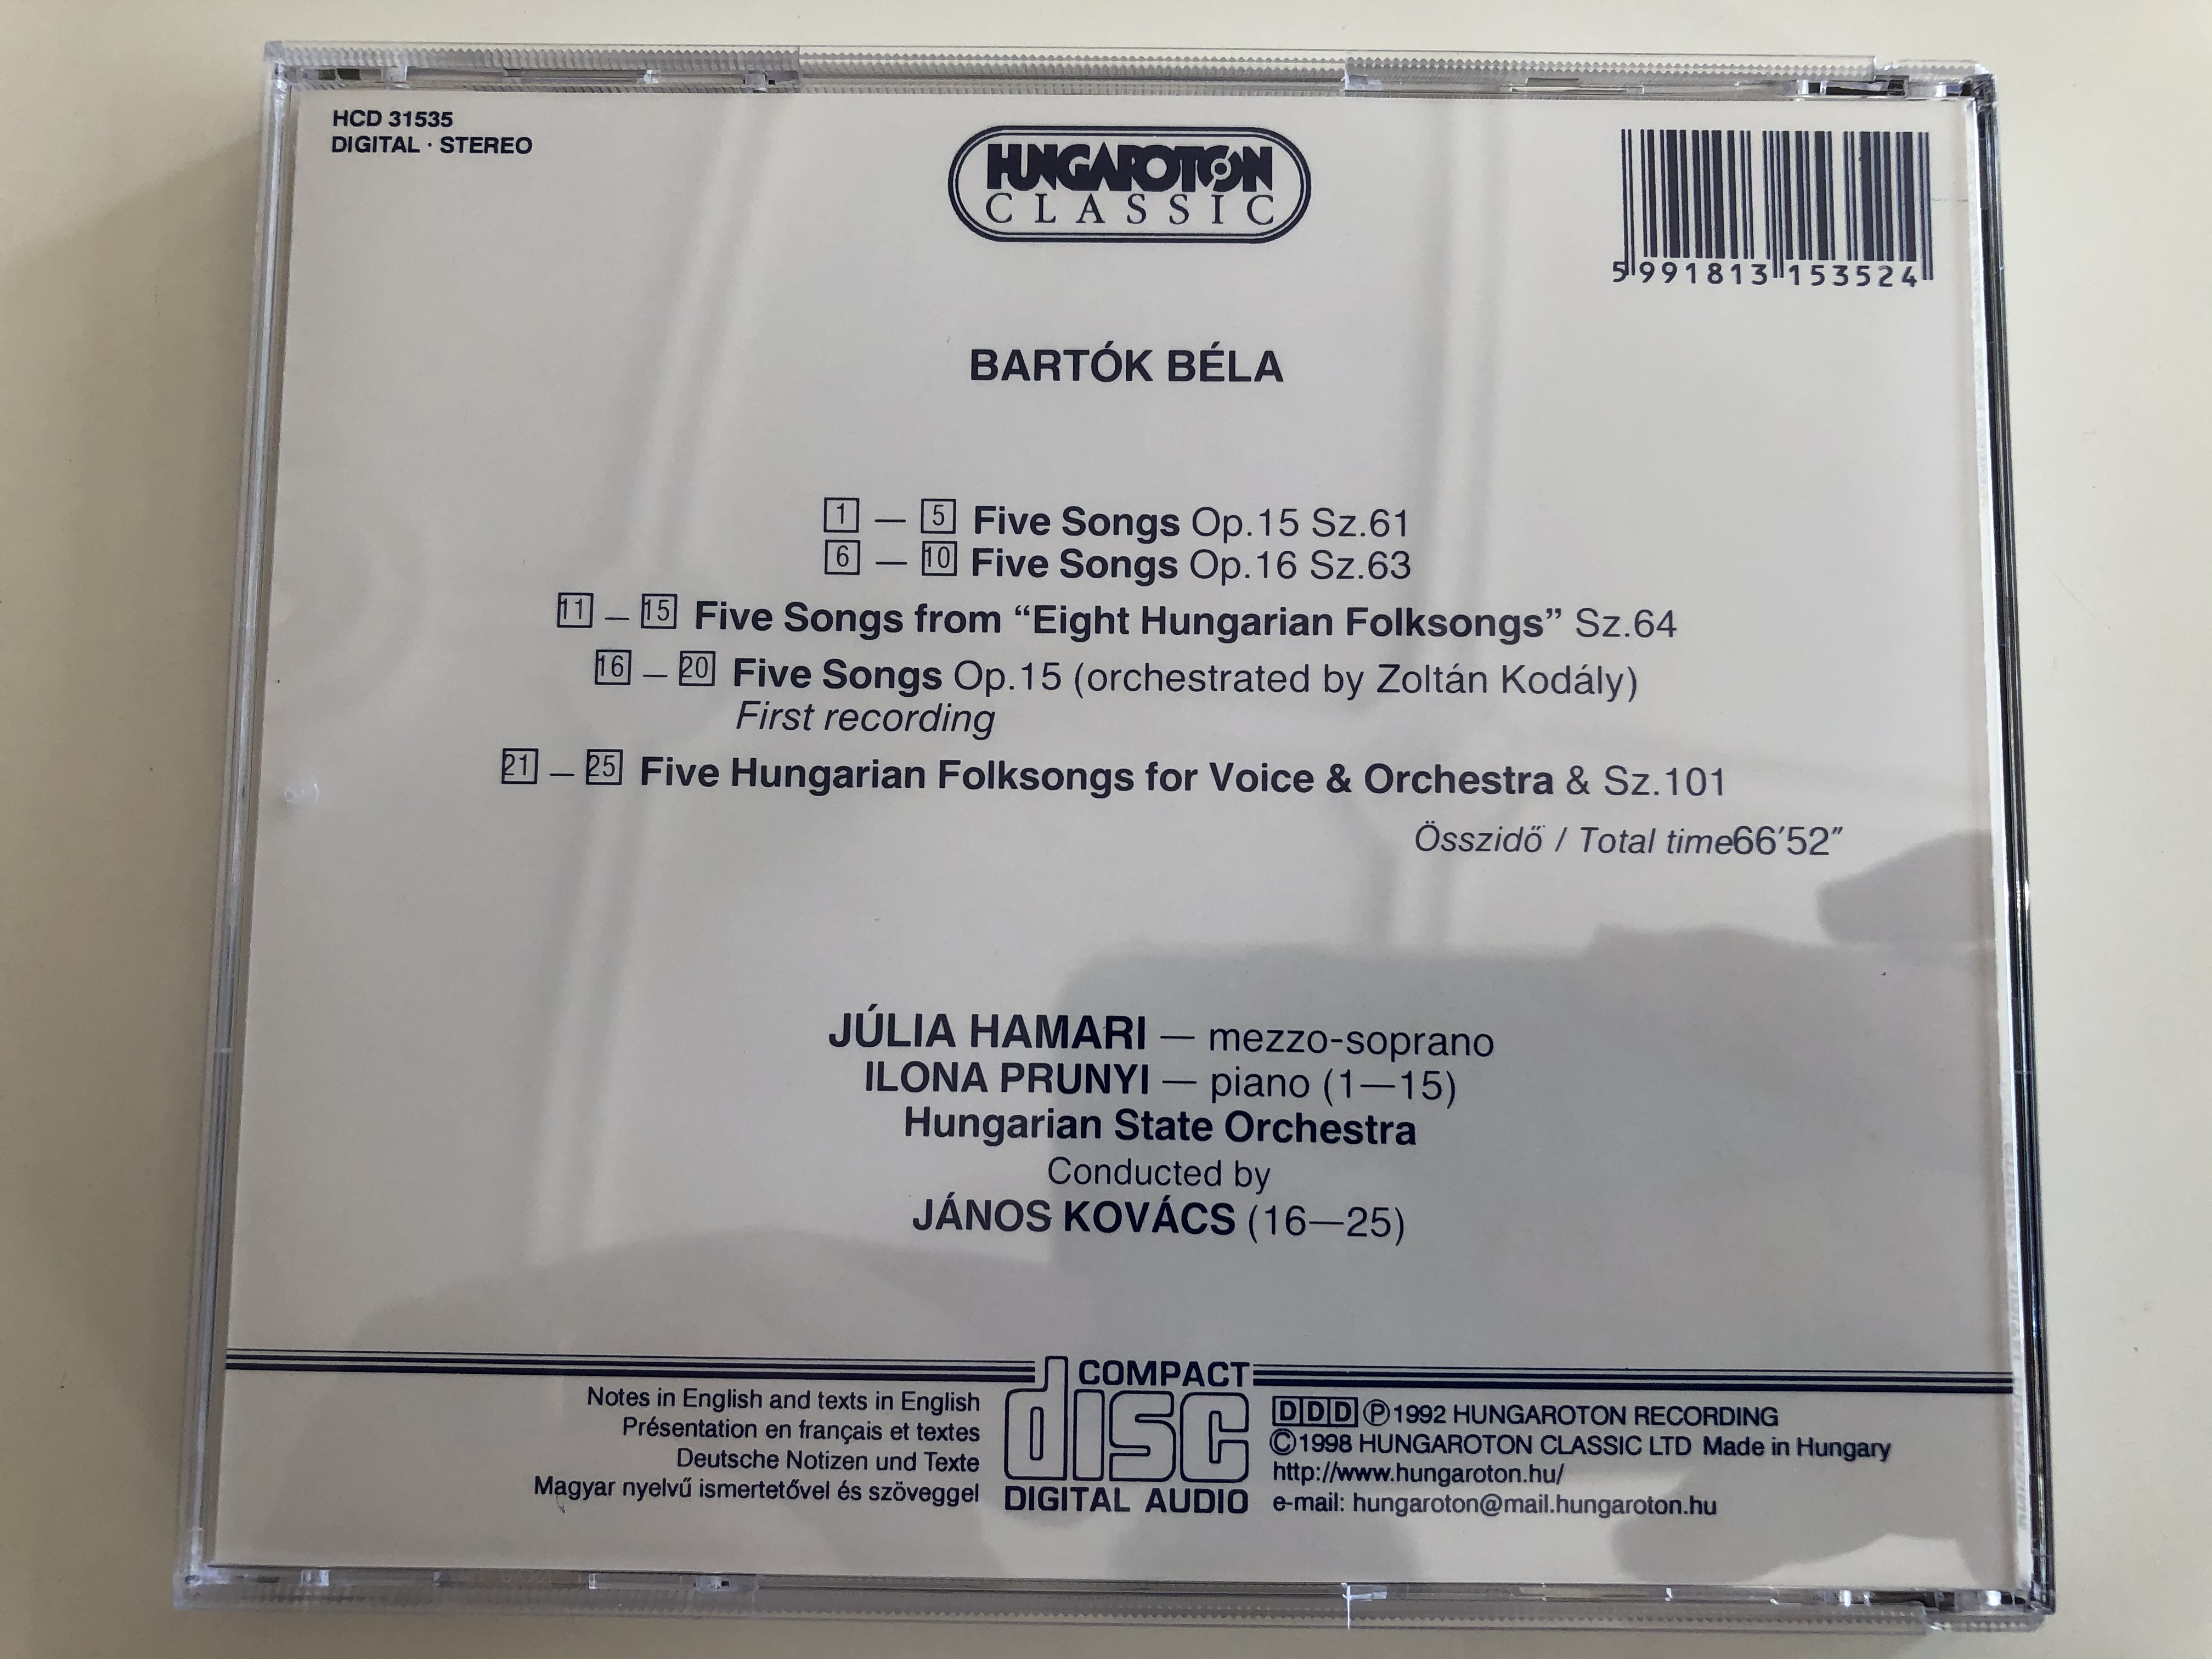 HCD 31535
DIGITAL · STEREO
HUNGAROTON
CLASSIC
5 991813 153524
BARTÓK BÉLA
1 — 5 Five Songs Op.15 Sz.61
6 — 10 Five Songs Op.16 Sz.63
11 — 15 Five Songs from “Eight Hungarian Folksongs” Sz.64
16 — 20 Five Songs Op.15 (orchestrated by Zoltán Kodály)
First recording
21 — 25 Five Hungarian Folksongs for Voice & Orchestra & Sz.101
Összidő / Total time66’52”
JÚLIA HAMARI — mezzo-soprano
ILONA PRUNYI — piano (1—15)
Hungarian State Orchestra
Conducted by
JÁNOS KOVÁCS (16—25)
Notes in English and texts in English
Présentation en français et textes
Deutsche Notizen und Texte
Magyar nyelvű ismertetővel és szöveggel
COMPACT
disc
DIGITAL AUDIO
DDD ℗1992 HUNGAROTON RECORDING
©1998 HUNGAROTON CLASSIC LTD Made in Hungary
http://www.hungaroton.hu/
e-mail: hungaroton@mail.hungaroton.hu